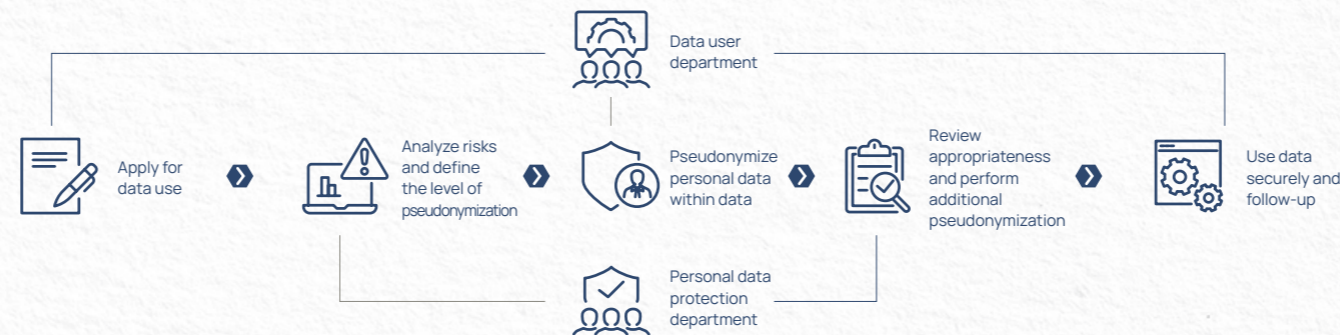 Data user
department
Apply for
data use
Analyze risks
and define
the level of
pseudonymization
Pseudonymize
personal data
within data
Review
appropriateness
and perform
additional
pseudonymization
Use data
securely and
follow-up
Personal data
protection
department